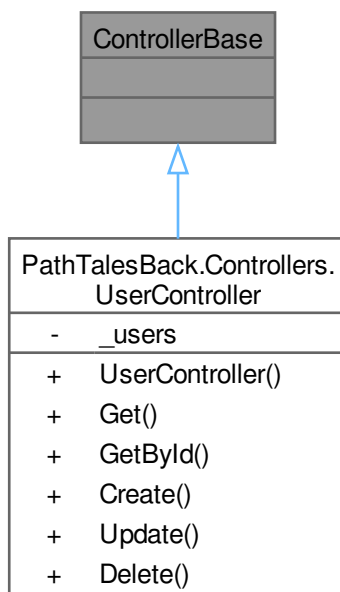 ControllerBase
PathTalesBack.Controllers.
UserController
- _users
+ UserController()
+ Get()
+ GetById()
+ Create()
+ Update()
+ Delete()